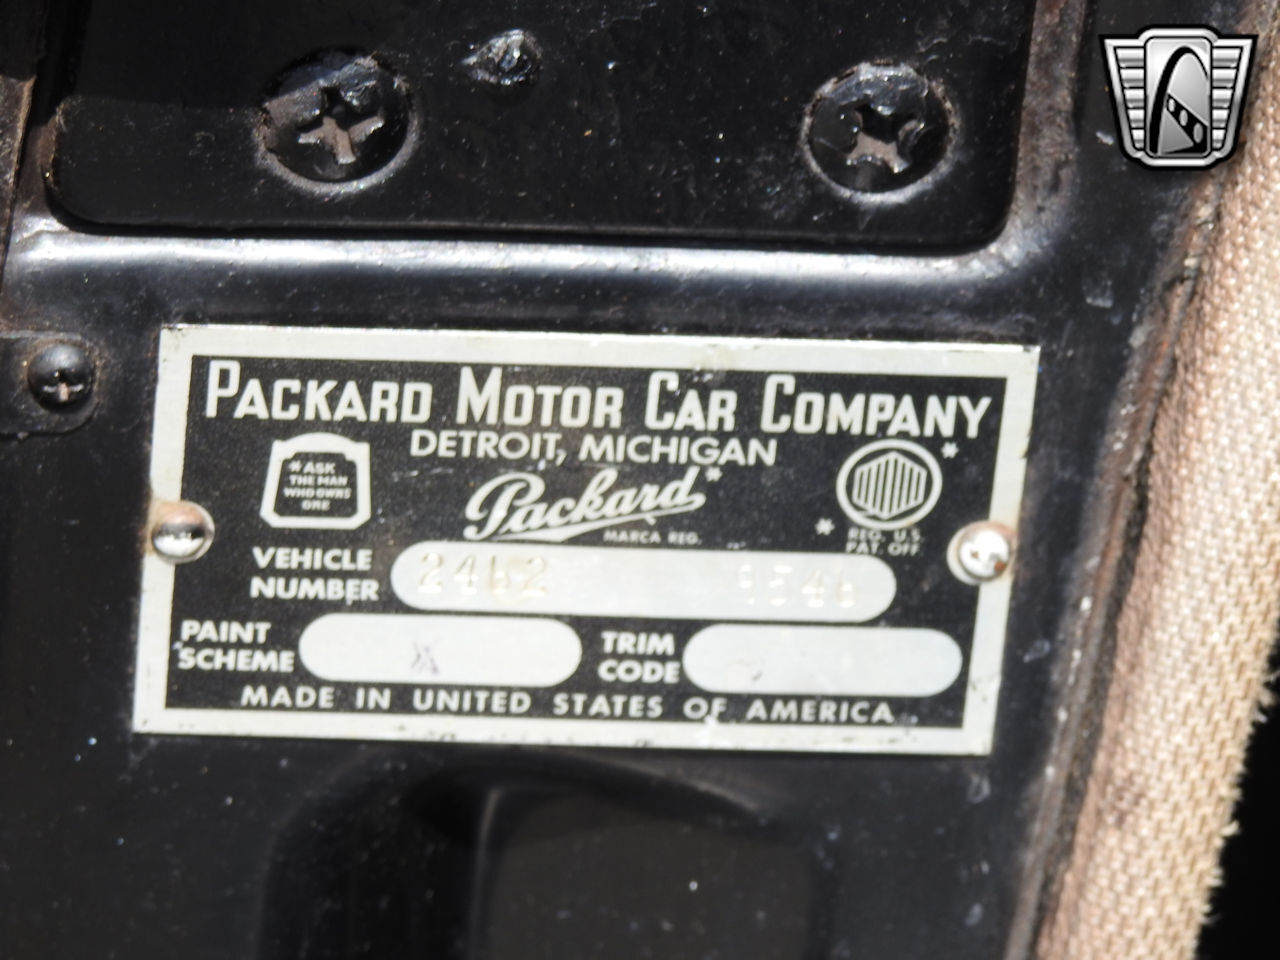 PACKARD MOTOR CAR COMPANY
DETROIT, MICHIGAN
*ASK
THE MAN
WHO OWNS
ONE
Packard*
MARCA REG.
*
* REG. U.S.
PAT. OFF.
VEHICLE
NUMBER
2462
PAINT
SCHEME
TRIM
CODE
MADE IN UNITED STATES OF AMERICA